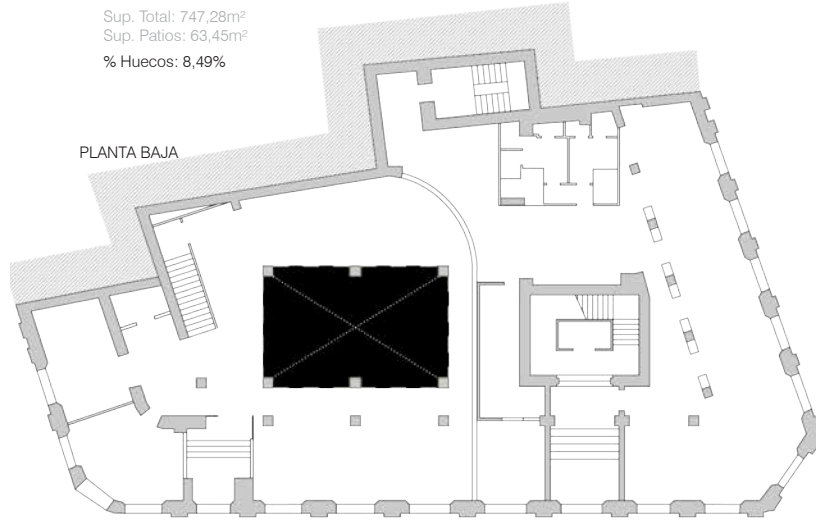 Sup. Total: 747,28m²
Sup. Patios: 63,45m²
% Huecos: 8,49%
PLANTA BAJA